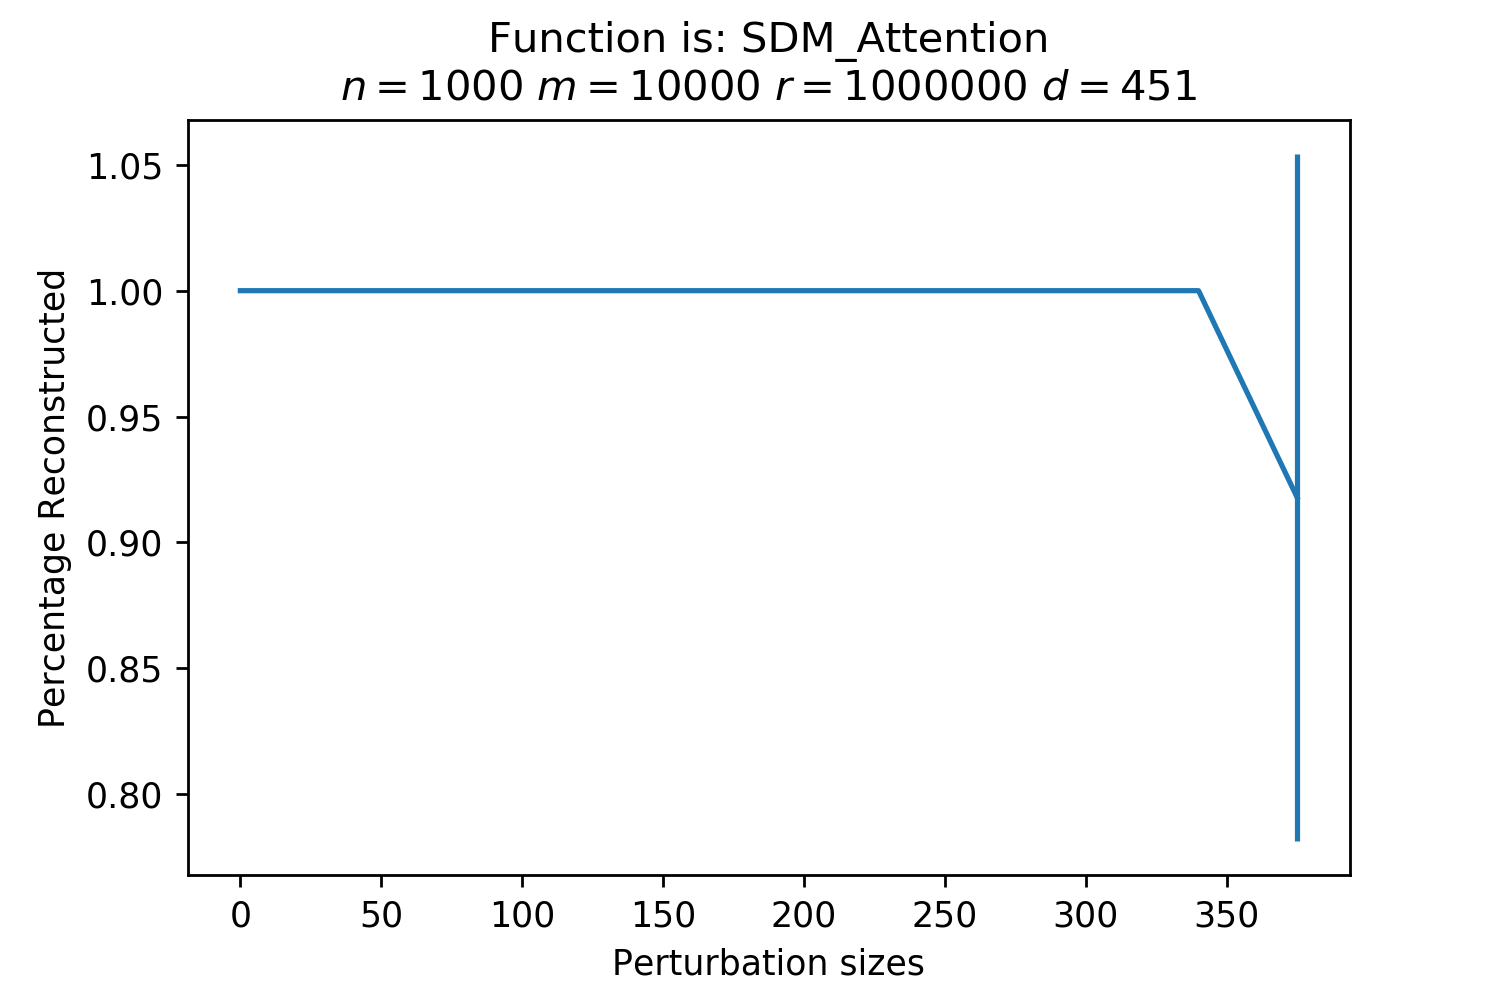 Function is: SDM_Attention
n = 1000 m = 10000 r = 1000000 d = 451
Percentage Reconstructed
1.05
1.00
0.95
0.90
0.85
0.80
0 50 100 150 200 250 300 350
Perturbation sizes